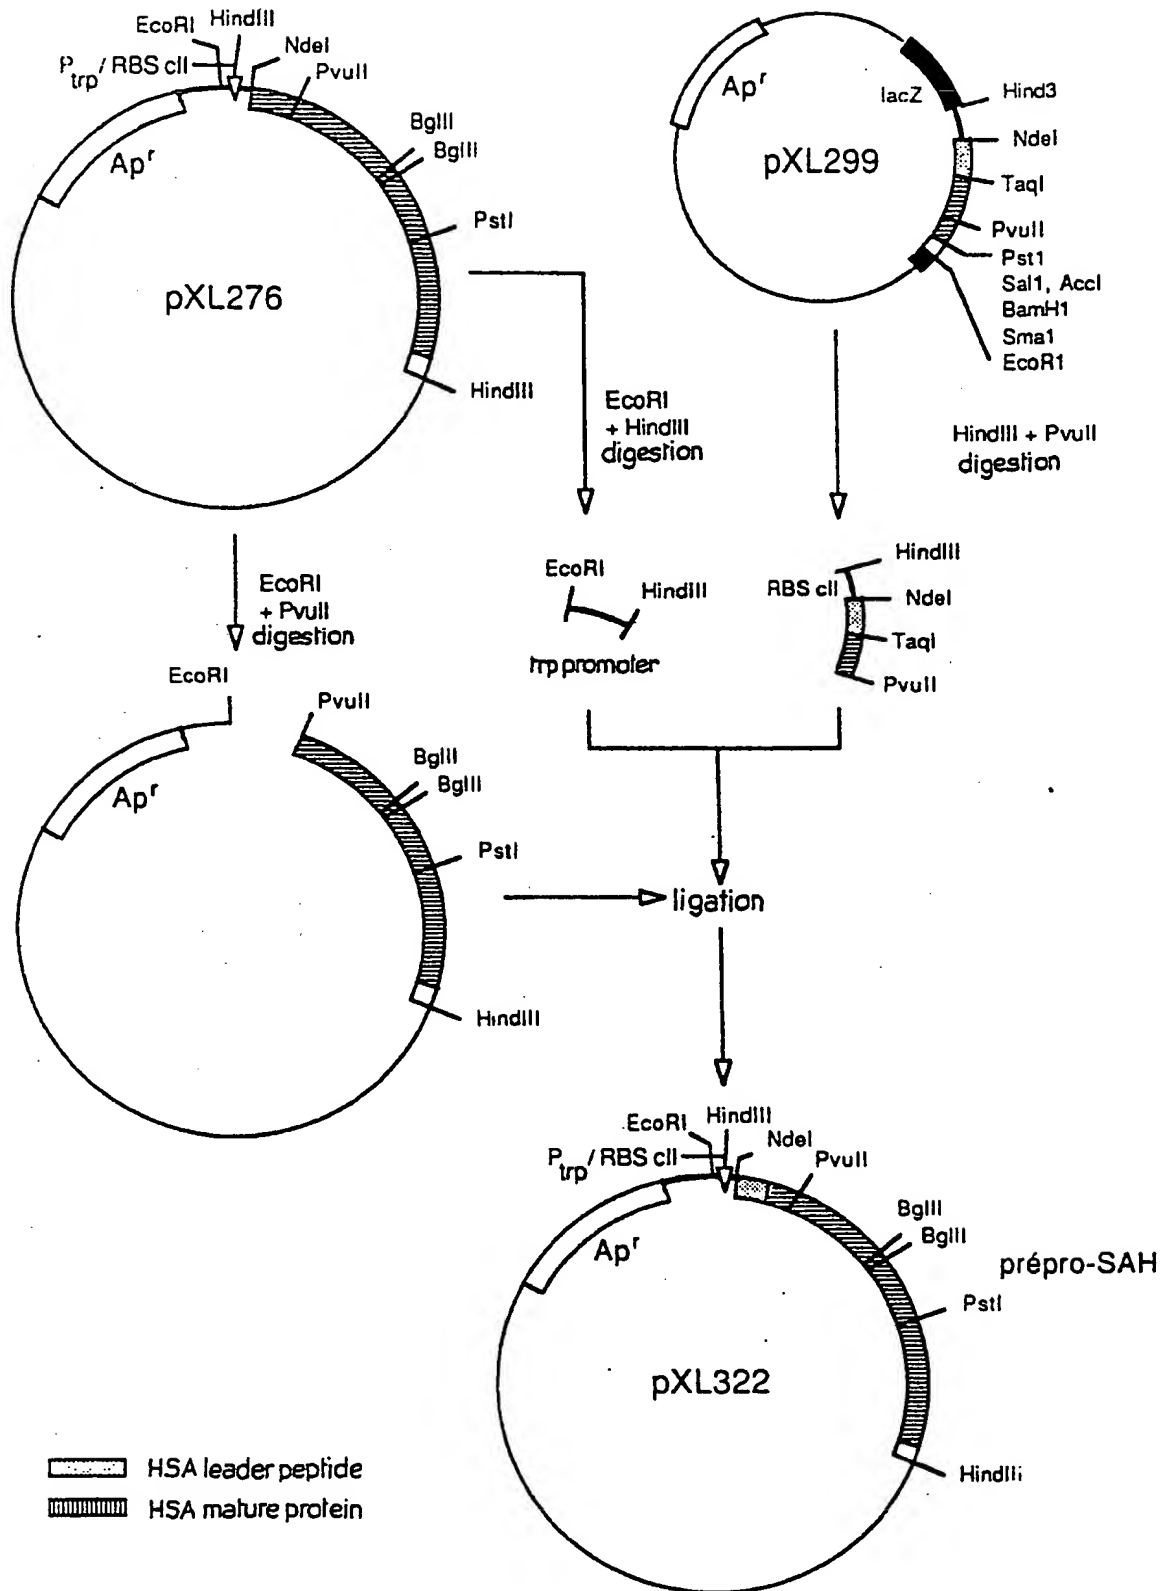 EcoRI
HindIII
Ptrp/ RBS cII
NdeI
PvuII
BglII
BglII
PstI
Apr
pXL276
HindIII
Apr
lacZ
pXL299
Hind3
NdeI
TaqI
PvuII
Pst1
Sal1, AccI
BamH1
Sma1
EcoR1
EcoRI
+ HindIII
digestion
HindIII + PvuII
digestion
EcoRI
+ PvuII
digestion
EcoRI
HindIII
trp promoter
HindIII
RBS cII
NdeI
TaqI
PvuII
EcoRI
PvuII
BglII
BglII
PstI
Apr
HindIII
ligation
EcoRI
HindIII
Ptrp/ RBS cII
NdeI
PvuII
BglII
BglII
PstI
Apr
prépro-SAH
pXL322
HindIII
HSA leader peptide
HSA mature protein